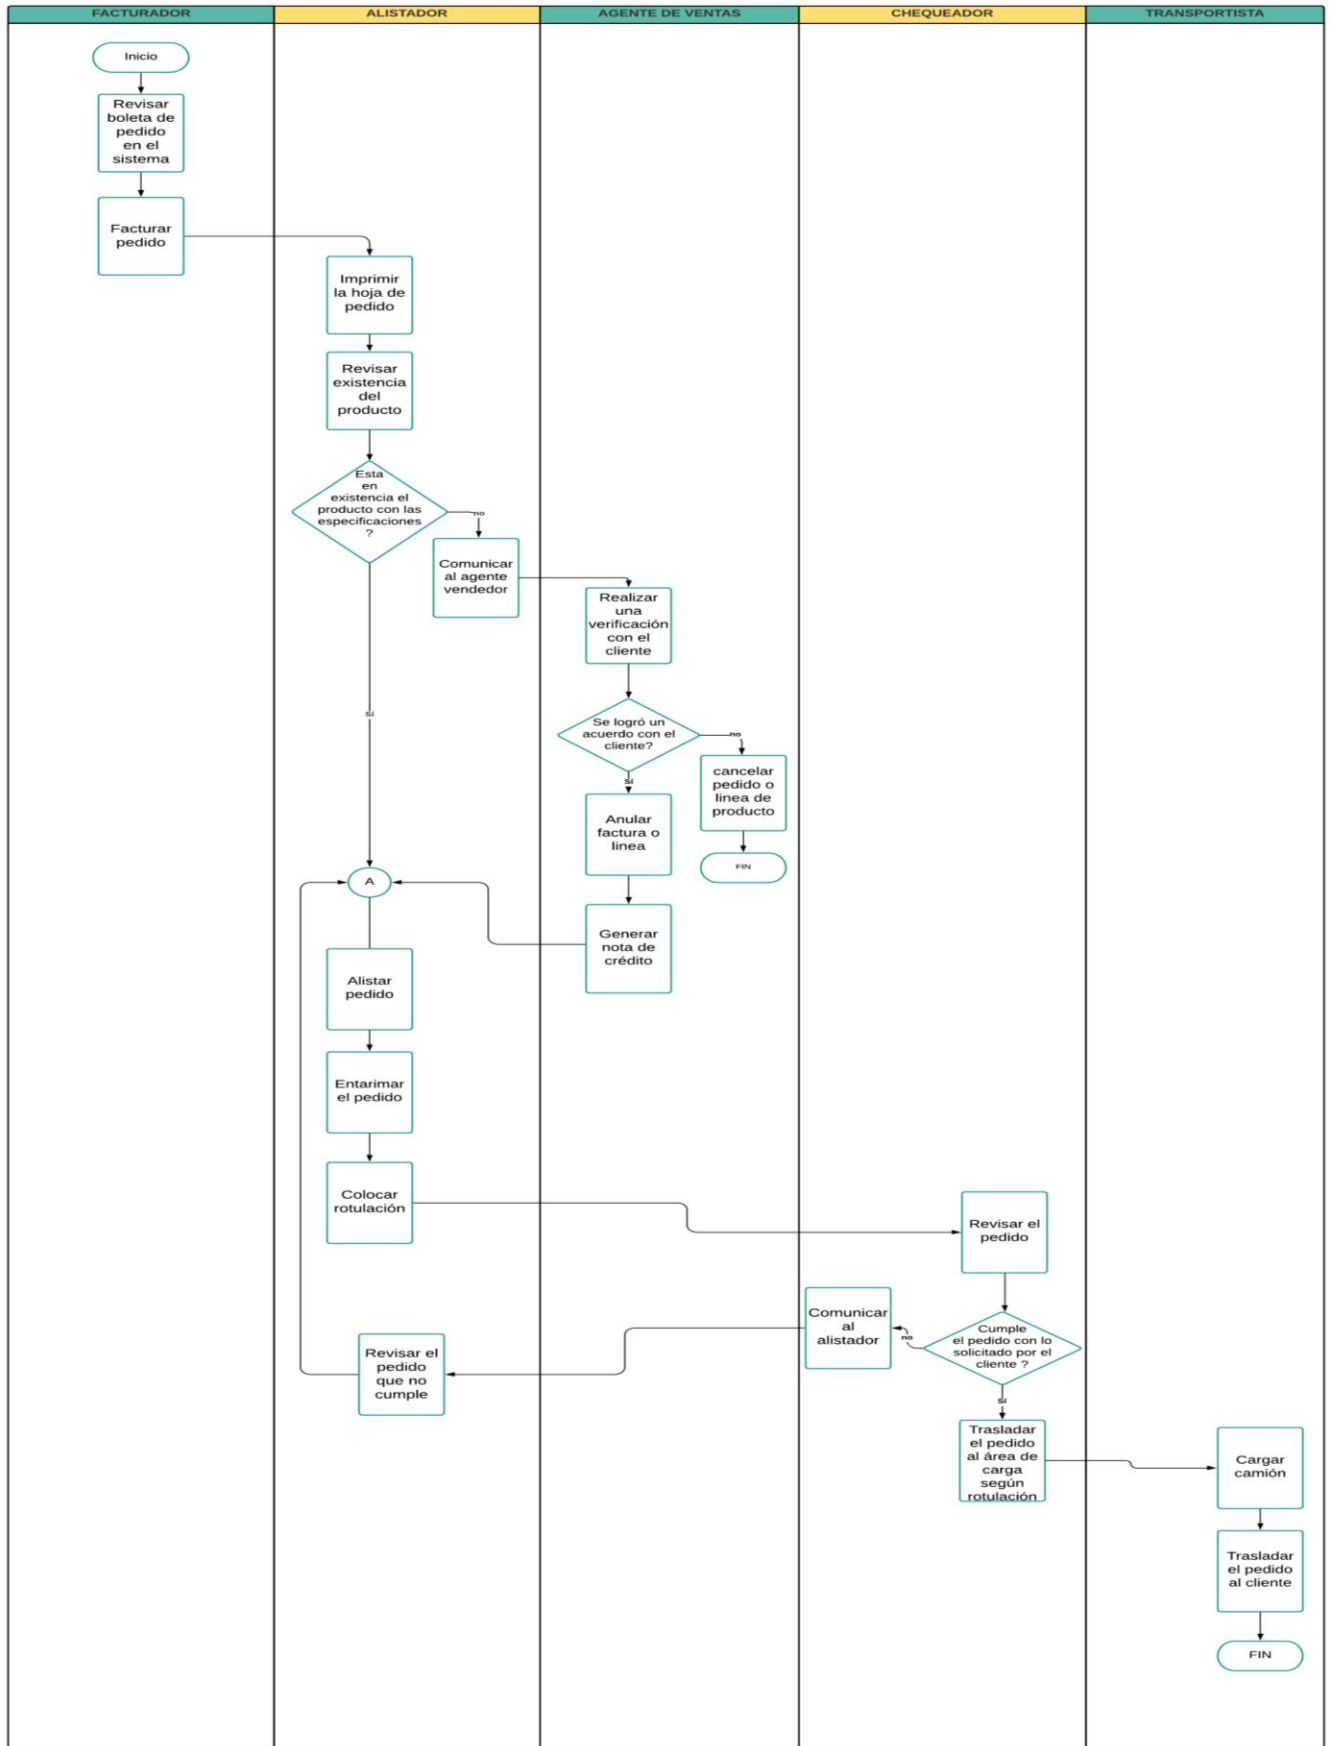 FACTURADOR
ALISTADOR
AGENTE DE VENTAS
CHEQUEADOR
TRANSPORTISTA
Inicio
Revisar
boleta de
pedido
en el
sistema
Facturar
pedido
Imprimir
la hoja de
pedido
Revisar
existencia
del
producto
Esta
en
existencia el
producto con las
especificaciones
?
no
Comunicar
al agente
vendedor
Realizar
una
verificación
con el
cliente
Sí
Se logró un
acuerdo con el
cliente?
no
cancelar
pedido o
linea de
producto
FIN
Sí
Anular
factura o
linea
A
Generar
nota de
crédito
Alistar
pedido
Entarimar
el pedido
Colocar
rotulación
Revisar el
pedido
Cumple
el pedido con lo
solicitado por el
cliente ?
no
Comunicar
al
alistador
Revisar el
pedido
que no
cumple
Sí
Trasladar
el pedido
al área de
carga
según
rotulación
Cargar
camión
Trasladar
el pedido
al cliente
FIN